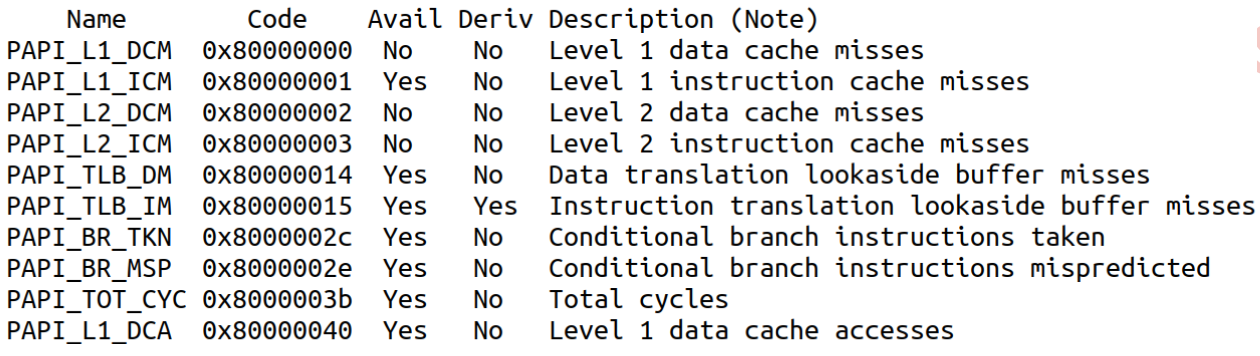 Name Code Avail Deriv Description (Note)
PAPI_L1_DCM 0x80000000 No No Level 1 data cache misses
PAPI_L1_ICM 0x80000001 Yes No Level 1 instruction cache misses
PAPI_L2_DCM 0x80000002 No No Level 2 data cache misses
PAPI_L2_ICM 0x80000003 No No Level 2 instruction cache misses
PAPI_TLB_DM 0x80000014 Yes No Data translation lookaside buffer misses
PAPI_TLB_IM 0x80000015 Yes Yes Instruction translation lookaside buffer misses
PAPI_BR_TKN 0x8000002c Yes No Conditional branch instructions taken
PAPI_BR_MSP 0x8000002e Yes No Conditional branch instructions mispredicted
PAPI_TOT_CYC 0x8000003b Yes No Total cycles
PAPI_L1_DCA 0x80000040 Yes No Level 1 data cache accesses